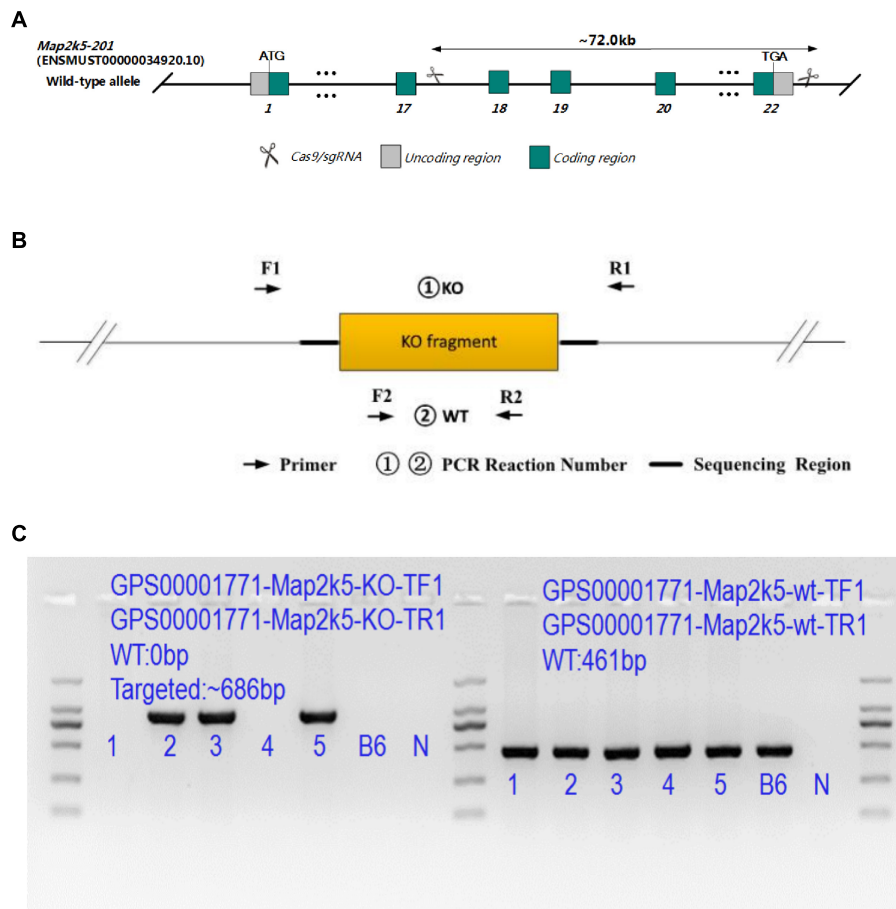 A
Map2k5-201
(ENSMUST00000034920.10)
Wild-type allele
ATG
~72.0kb
TGA
1
17
18
19
20
22
Cas9/sgRNA
Uncoding region
Coding region
B
F1
① KO
R1
KO fragment
F2
② WT
R2
Primer
① ② PCR Reaction Number
Sequencing Region
C
GPS00001771-Map2k5-KO-TF1
GPS00001771-Map2k5-KO-TR1
WT:0bp
Targeted:~686bp
1 2 3 4 5 B6 N
GPS00001771-Map2k5-wt-TF1
GPS00001771-Map2k5-wt-TR1
WT:461bp
1 2 3 4 5 B6 N